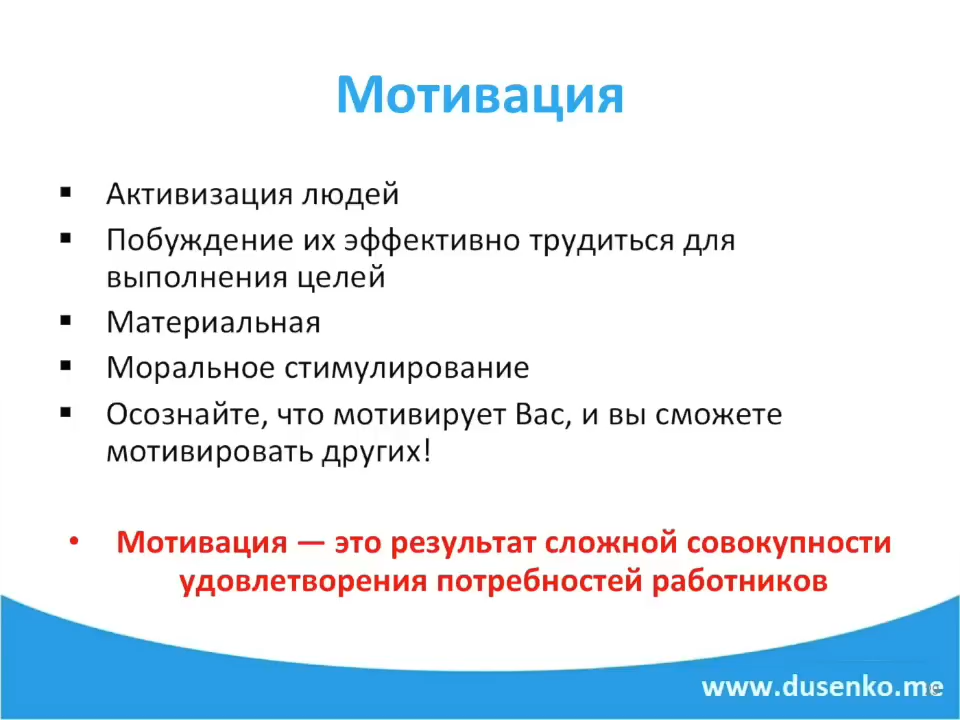 Мотивация
▪ Активизация людей
▪ Побуждение их эффективно трудиться для
выполнения целей
▪ Материальная
▪ Моральное стимулирование
▪ Осознайте, что мотивирует Вас, и вы сможете
мотивировать других!
• Мотивация — это результат сложной совокупности
удовлетворения потребностей работников
www.dusenko.me